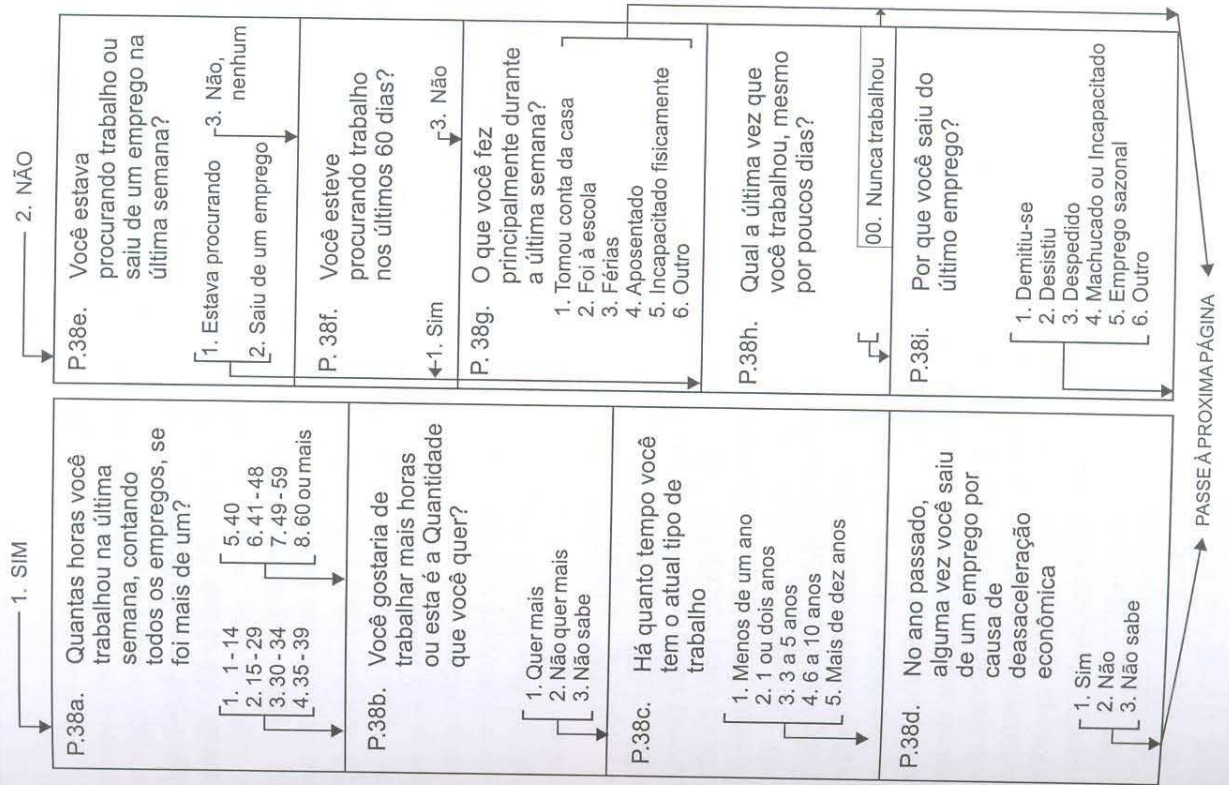 1. SIM
P.38a. Quantas horas você
trabalhou na última
semana, contando
todos os empregos, se
foi mais de um?
1. 1 - 14
2. 15 - 29
3. 30 - 34
4. 35 - 39
5. 40
6. 41 - 48
7. 49 - 59
8. 60 ou mais
P.38b. Você gostaria de
trabalhar mais horas
ou esta é a Quantidade
que você quer?
1. Quer mais
2. Não quer mais
3. Não sabe
P.38c. Há quanto tempo você
tem o atual tipo de
trabalho
1. Menos de um ano
2. 1 ou dois anos
3. 3 a 5 anos
4. 6 a 10 anos
5. Mais de dez anos
P.38d. No ano passado,
alguma vez você saiu
de um emprego por
causa de
deasaceleração
econômica
1. Sim
2. Não
3. Não sabe
2. NÃO
P.38e. Você estava
procurando trabalho ou
saiu de um emprego na
última semana?
1. Estava procurando
2. Saiu de um emprego
3. Não,
nenhum
P. 38f. Você esteve
procurando trabalho
nos últimos 60 dias?
1. Sim
3. Não
P. 38g. O que você fez
principalmente durante
a última semana?
1. Tomou conta da casa
2. Foi à escola
3. Férias
4. Aposentado
5. Incapacitado fisicamente
6. Outro
P.38h. Qual a última vez que
você trabalhou, mesmo
por poucos dias?
00. Nunca trabalhou
P.38i. Por que você saiu do
último emprego?
1. Demitiu-se
2. Desistiu
3. Despedido
4. Machucado ou Incapacitado
5. Emprego sazonal
6. Outro
PASSE À PROXIMA PÁGINA